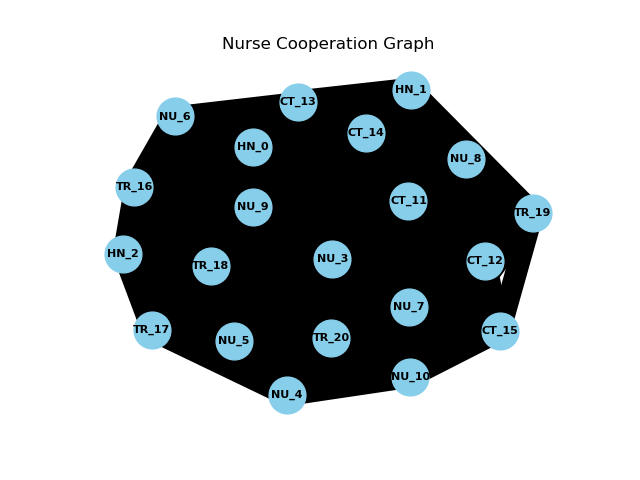 Nurse Cooperation Graph
HN_1
CT_13
NU_6
CT_14
HN_0
NU_8
TR_16
CT_11
NU_9
TR_19
HN_2
NU_3
CT_12
TR_18
NU_7
TR_17
CT_15
TR_20
NU_5
NU_10
NU_4